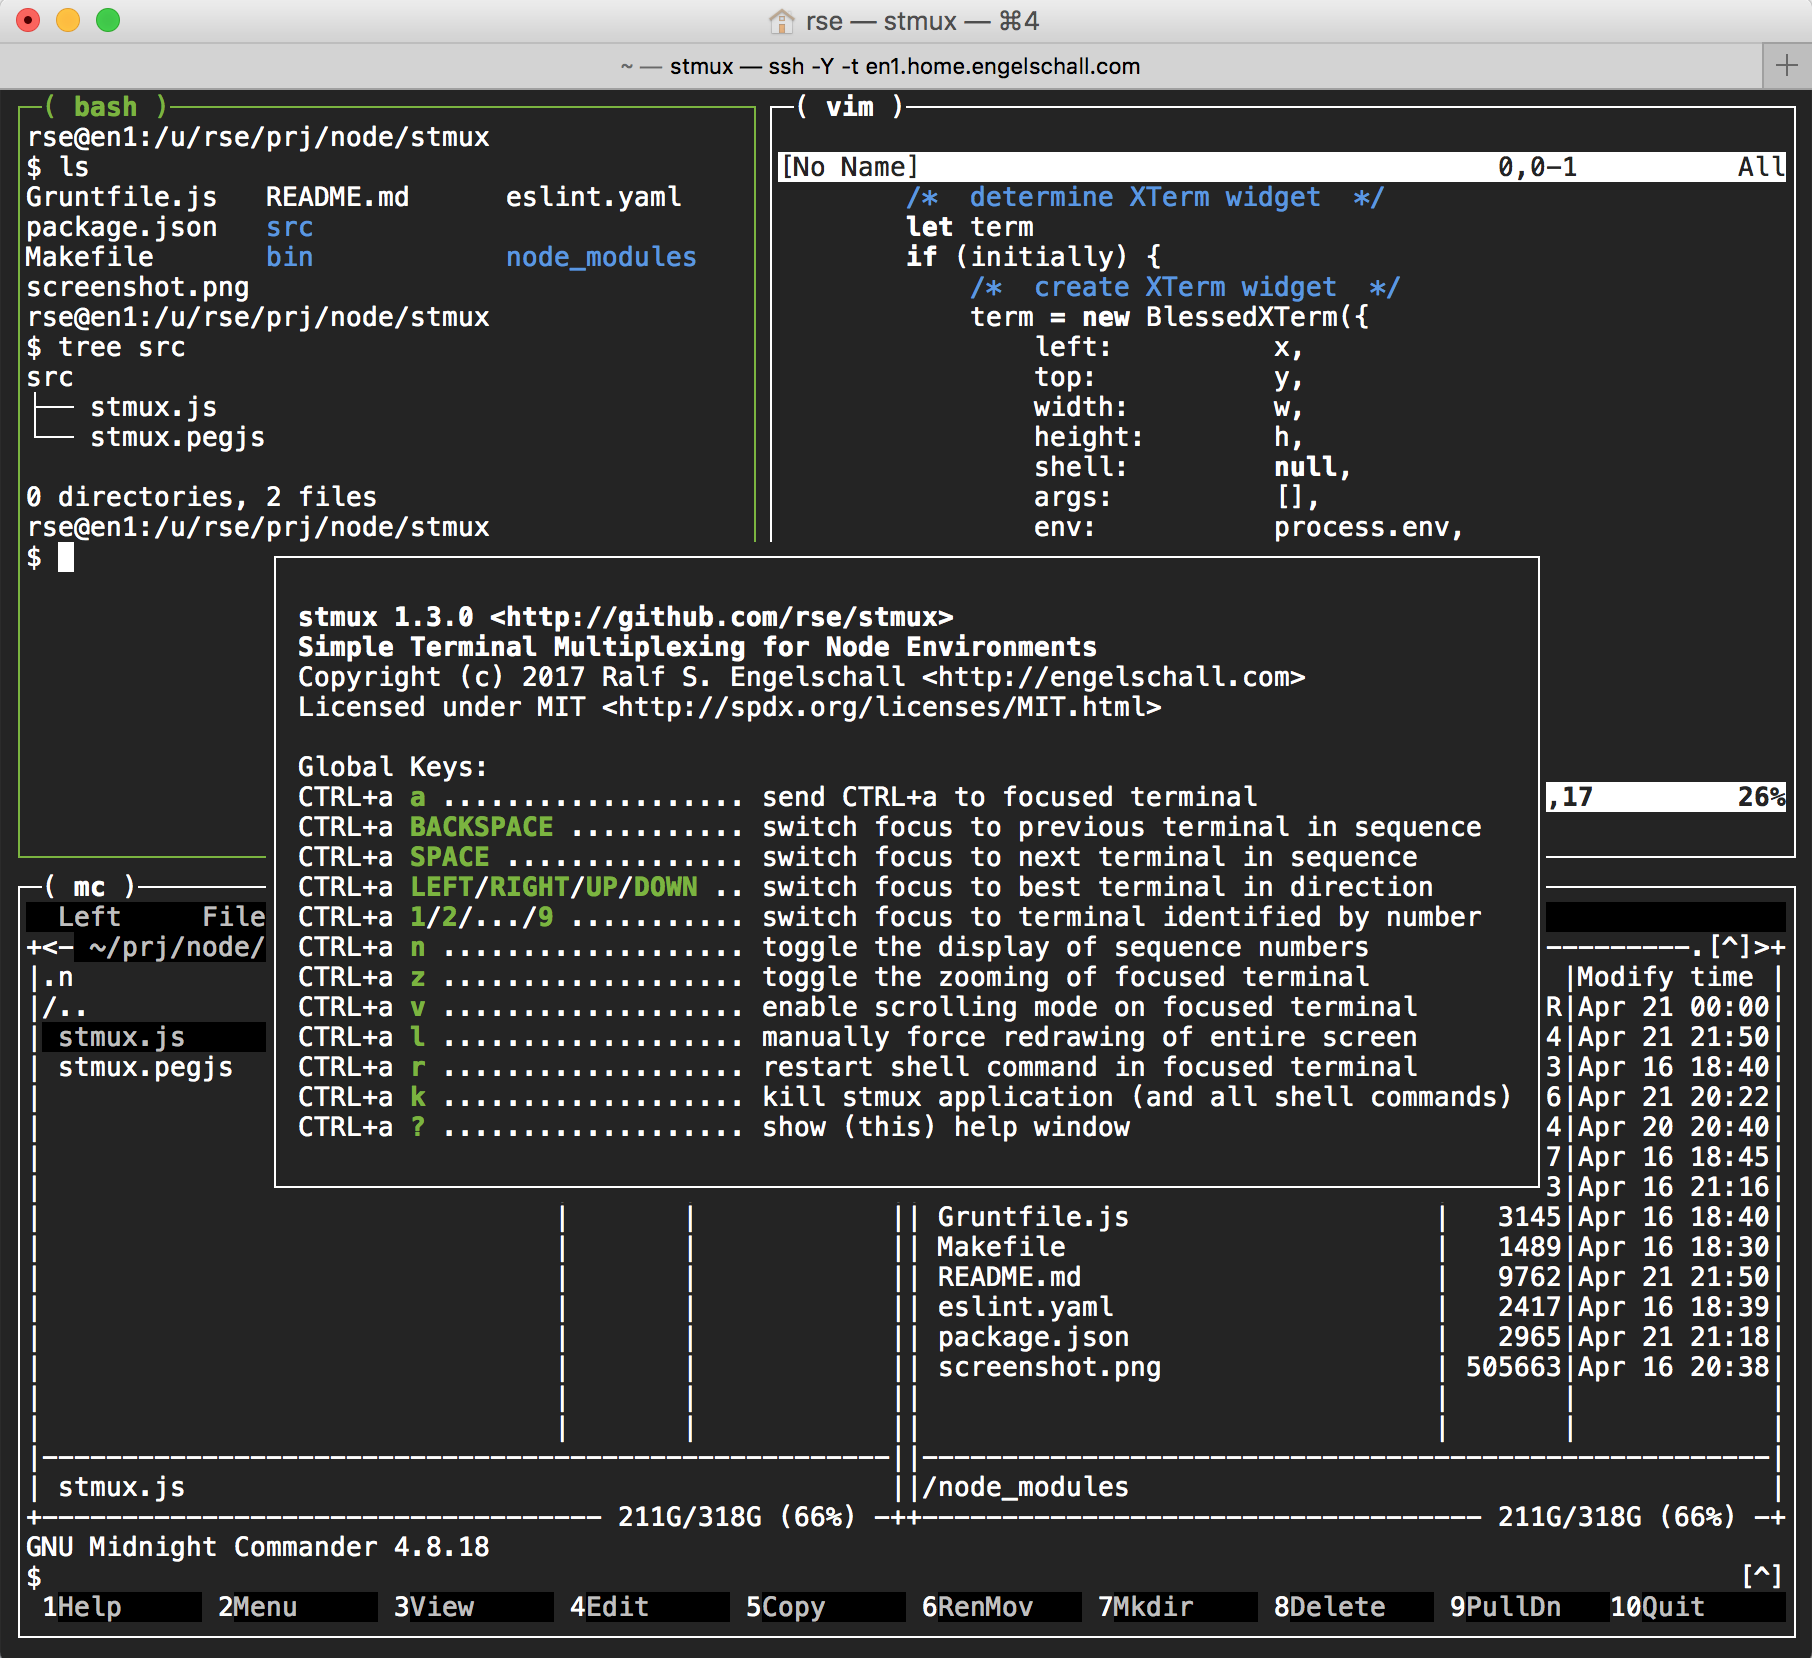 rse — stmux — ⌘4
~ — stmux — ssh -Y -t en1.home.engelschall.com
( bash )
rse@en1:/u/rse/prj/node/stmux
$ ls
Gruntfile.js   README.md      eslint.yaml
package.json   src
Makefile       bin            node_modules
screenshot.png
rse@en1:/u/rse/prj/node/stmux
$ tree src
src
├── stmux.js
└── stmux.pegjs
0 directories, 2 files
rse@en1:/u/rse/prj/node/stmux
$
( vim )
[No Name]                                    0,0-1          All
/*  determine XTerm widget  */
let term
if (initially) {
/*  create XTerm widget  */
term = new BlessedXTerm({
left:          x,
top:           y,
width:         w,
height:        h,
shell:         null,
args:          [],
env:           process.env,
,17         26%
stmux 1.3.0 <http://github.com/rse/stmux>
Simple Terminal Multiplexing for Node Environments
Copyright (c) 2017 Ralf S. Engelschall <http://engelschall.com>
Licensed under MIT <http://spdx.org/licenses/MIT.html>
Global Keys:
CTRL+a a ................... send CTRL+a to focused terminal
CTRL+a BACKSPACE ........... switch focus to previous terminal in sequence
CTRL+a SPACE ............... switch focus to next terminal in sequence
CTRL+a LEFT/RIGHT/UP/DOWN .. switch focus to best terminal in direction
CTRL+a 1/2/.../9 ........... switch focus to terminal identified by number
CTRL+a n ................... toggle the display of sequence numbers
CTRL+a z ................... toggle the zooming of focused terminal
CTRL+a v ................... enable scrolling mode on focused terminal
CTRL+a l ................... manually force redrawing of entire screen
CTRL+a r ................... restart shell command in focused terminal
CTRL+a k ................... kill stmux application (and all shell commands)
CTRL+a ? ................... show (this) help window
( mc )
Left     File
+<- ~/prj/node/
|.n
|/..
| stmux.js
| stmux.pegjs
---------.[^]>+
|Modify time |
R|Apr 21 00:00|
4|Apr 21 21:50|
3|Apr 16 18:40|
6|Apr 21 20:22|
4|Apr 20 20:40|
7|Apr 16 18:45|
3|Apr 16 21:16|
|| Gruntfile.js                   |   3145|Apr 16 18:40|
|| Makefile                       |   1489|Apr 16 18:30|
|| README.md                      |   9762|Apr 21 21:50|
|| eslint.yaml                    |   2417|Apr 16 18:39|
|| package.json                   |   2965|Apr 21 21:18|
|| screenshot.png                 | 505663|Apr 16 20:38|
| stmux.js                                            ||/node_modules                                         |
+----------------------------------- 211G/318G (66%) -++----------------------------------- 211G/318G (66%) -+
GNU Midnight Commander 4.8.18
$                                                                                                          [^]
1Help      2Menu      3View      4Edit      5Copy      6RenMov    7Mkdir     8Delete    9PullDn   10Quit